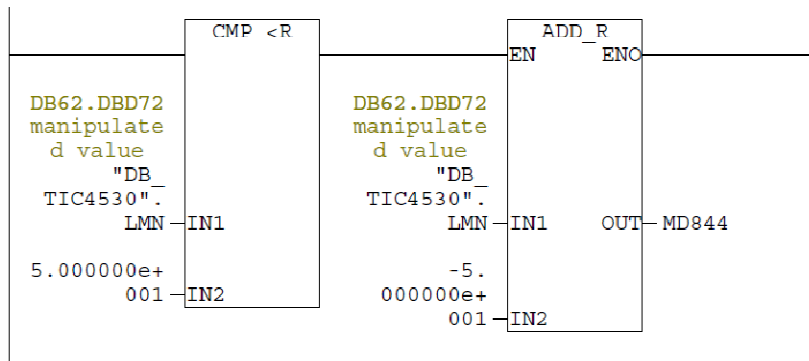 CMP <R
DB62.DBD72
manipulate
d value
"DB_
TIC4530".
LMN
IN1
5.000000e+
001
IN2
ADD_R
EN ENO
DB62.DBD72
manipulate
d value
"DB_
TIC4530".
LMN
IN1
OUT
MD844
-5.
000000e+
001
IN2